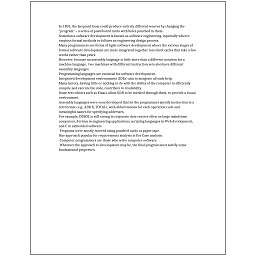 In 1801, the Jacquard loom could produce entirely different weaves by changing the
"program" – a series of pasteboard cards with holes punched in them.
Sometimes software development is known as software engineering, especially when it
employs formal methods or follows an engineering design process.
Many programmers use forms of Agile software development where the various stages of
formal software development are more integrated together into short cycles that take a few
weeks rather than years.
However, because an assembly language is little more than a different notation for a
machine language, two machines with different instruction sets also have different
assembly languages.
Programming languages are essential for software development.
Integrated development environments (IDEs) aim to integrate all such help.
Many factors, having little or nothing to do with the ability of the computer to efficiently
compile and execute the code, contribute to readability.
Some text editors such as Emacs allow GDB to be invoked through them, to provide a visual
environment.
Assembly languages were soon developed that let the programmer specify instruction in a
text format (e.g., ADD X, TOTAL), with abbreviations for each operation code and
meaningful names for specifying addresses.
For example, COBOL is still strong in corporate data centers often on large mainframe
computers, Fortran in engineering applications, scripting languages in Web development,
and C in embedded software.
Programs were mostly entered using punched cards or paper tape.
One approach popular for requirements analysis is Use Case analysis.
Computer programmers are those who write computer software.
Whatever the approach to development may be, the final program must satisfy some
fundamental properties.